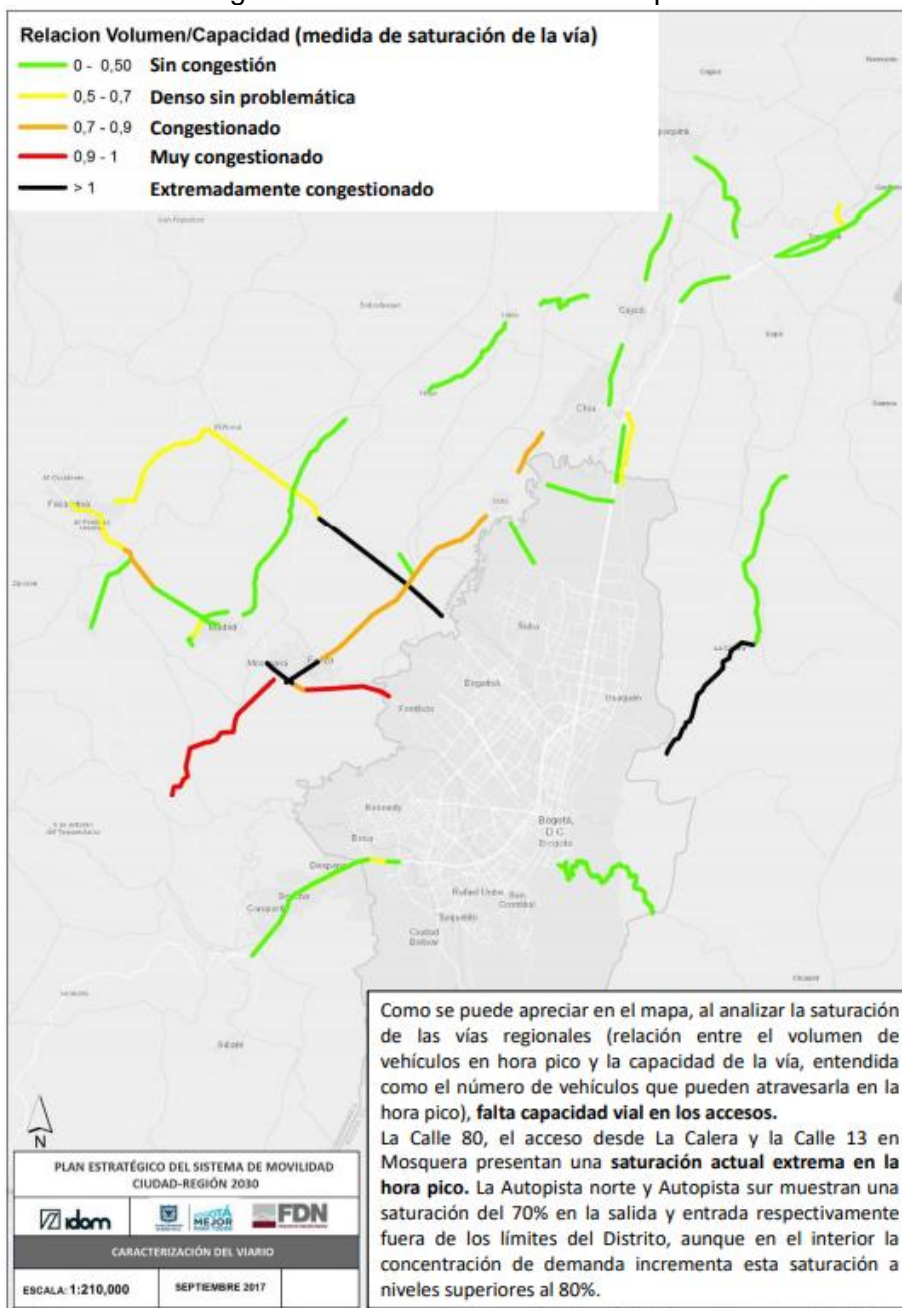 Relacion Volumen/Capacidad (medida de saturación de la vía)
0 - 0,50 Sin congestión
0,5 - 0,7 Denso sin problemática
0,7 - 0,9 Congestionado
0,9 - 1 Muy congestionado
> 1 Extremadamente congestionado
Cajicá
Chia
Madrid
Mosquera
Suba
Engativá
Usaquén
Fontibón
Kennedy
Bosa
Bogotá,
D.C.
Bogotá
Soacha
Rafael Uribe
San
Cristóbal
Tunjuelito
Ciudad
Bolívar
Sibaté
Como se puede apreciar en el mapa, al analizar la saturación
de las vías regionales (relación entre el volumen de
vehículos en hora pico y la capacidad de la vía, entendida
como el número de vehículos que pueden atravesarla en la
hora pico), falta capacidad vial en los accesos.
La Calle 80, el acceso desde La Calera y la Calle 13 en
Mosquera presentan una saturación actual extrema en la
hora pico. La Autopista norte y Autopista sur muestran una
saturación del 70% en la salida y entrada respectivamente
fuera de los límites del Distrito, aunque en el interior la
concentración de demanda incrementa esta saturación a
niveles superiores al 80%.
N
PLAN ESTRATÉGICO DEL SISTEMA DE MOVILIDAD
CIUDAD-REGIÓN 2030
idom
BOGOTÁ
MEJOR
PARA TODOS
FDN
CARACTERIZACIÓN DEL VIARIO
ESCALA: 1:210,000
SEPTIEMBRE 2017